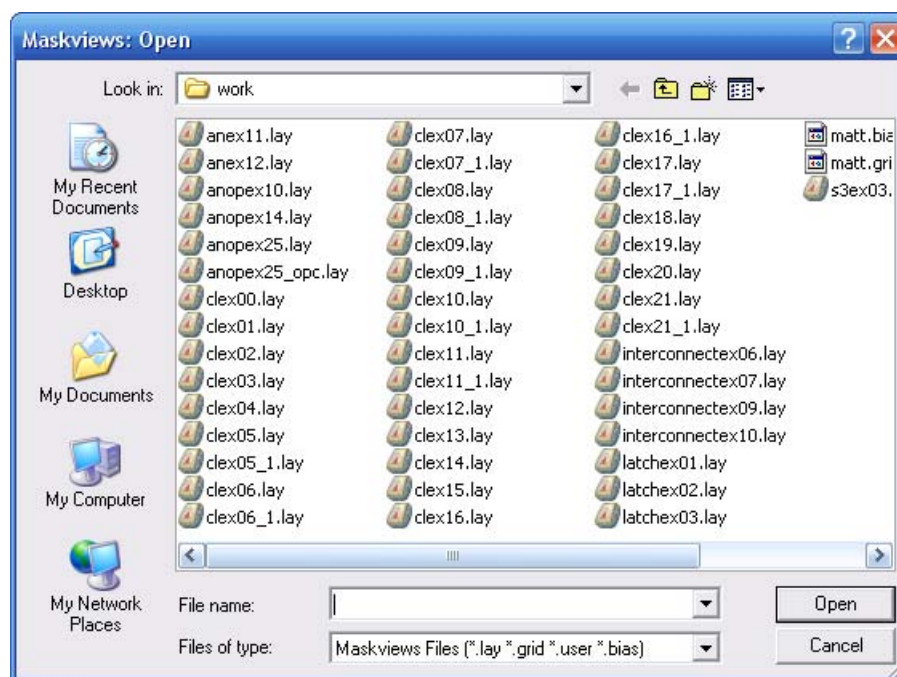 Maskviews: Open
Look in:
work
My Recent
Documents
Desktop
My Documents
My Computer
My Network
Places
anex11.lay
anex12.lay
anopex10.lay
anopex14.lay
anopex25.lay
anopex25_opc.lay
clex00.lay
clex01.lay
clex02.lay
clex03.lay
clex04.lay
clex05.lay
clex05_1.lay
clex06.lay
clex06_1.lay
clex07.lay
clex07_1.lay
clex08.lay
clex08_1.lay
clex09.lay
clex09_1.lay
clex10.lay
clex10_1.lay
clex11.lay
clex11_1.lay
clex12.lay
clex13.lay
clex14.lay
clex15.lay
clex16.lay
clex16_1.lay
clex17.lay
clex17_1.lay
clex18.lay
clex19.lay
clex20.lay
clex21.lay
clex21_1.lay
interconnectex06.lay
interconnectex07.lay
interconnectex09.lay
interconnectex10.lay
latchex01.lay
latchex02.lay
latchex03.lay
matt.bia
matt.gri
s3ex03.
File name:
Open
Files of type:
Maskviews Files (*.lay *.grid *.user *.bias)
Cancel